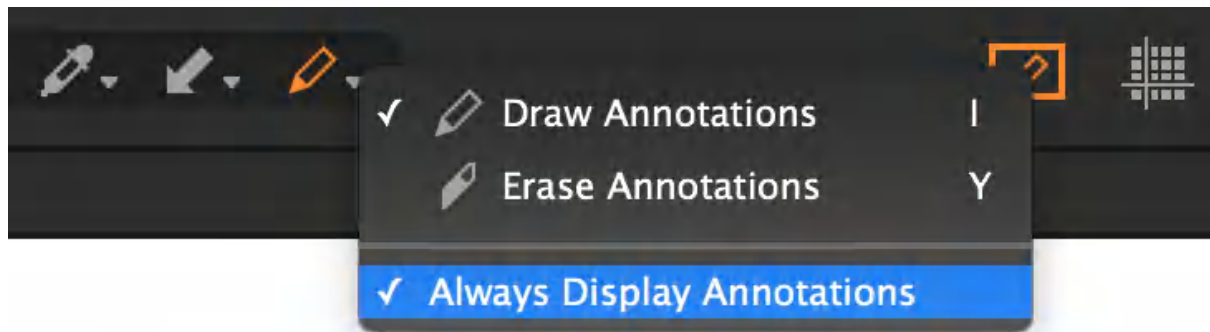 ✓ Draw Annotations I
Erase Annotations Y
✓ Always Display Annotations